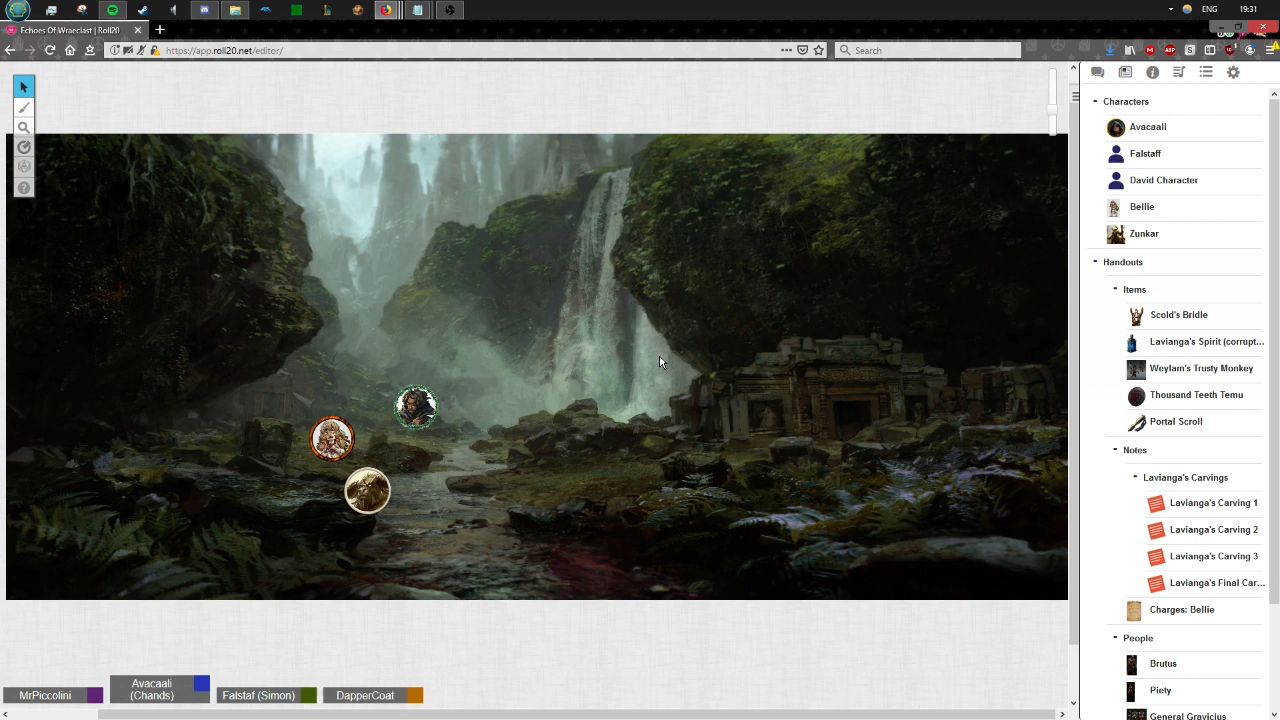 ENG
19:31
Echoes Of Wraeclast | Roll20
https://app.roll20.net/editor/
Search
Characters
Avacaali
Falstaff
David Character
Bellie
Zunkar
Handouts
Items
Scold's Bridle
Lavianga's Spirit (corrupt...
Weylam's Trusty Monkey
Thousand Teeth Temu
Portal Scroll
Notes
Lavianga's Carvings
Lavianga's Carving 1
Lavianga's Carving 2
Lavianga's Carving 3
Lavianga's Final Car...
Charges: Bellie
People
Brutus
Piety
General Gravicius
MrPiccolini
Avacaali
(Chands)
Falstaf (Simon)
DapperCoat